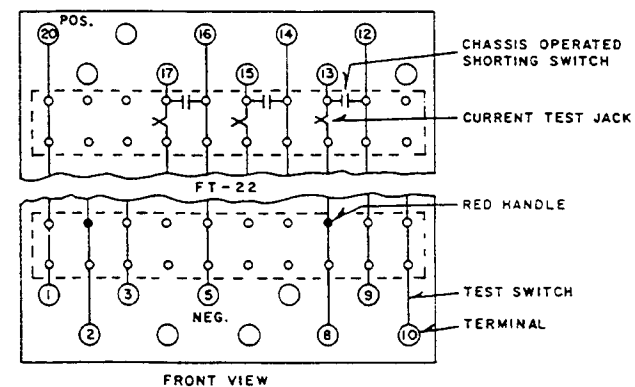 POS.
20 16 14 12
17 15 13
CHASSIS OPERATED
SHORTING SWITCH
CURRENT TEST JACK
FT-22
RED HANDLE
1 3 5 9
TEST SWITCH
NEG.
2 8 10
TERMINAL
FRONT VIEW